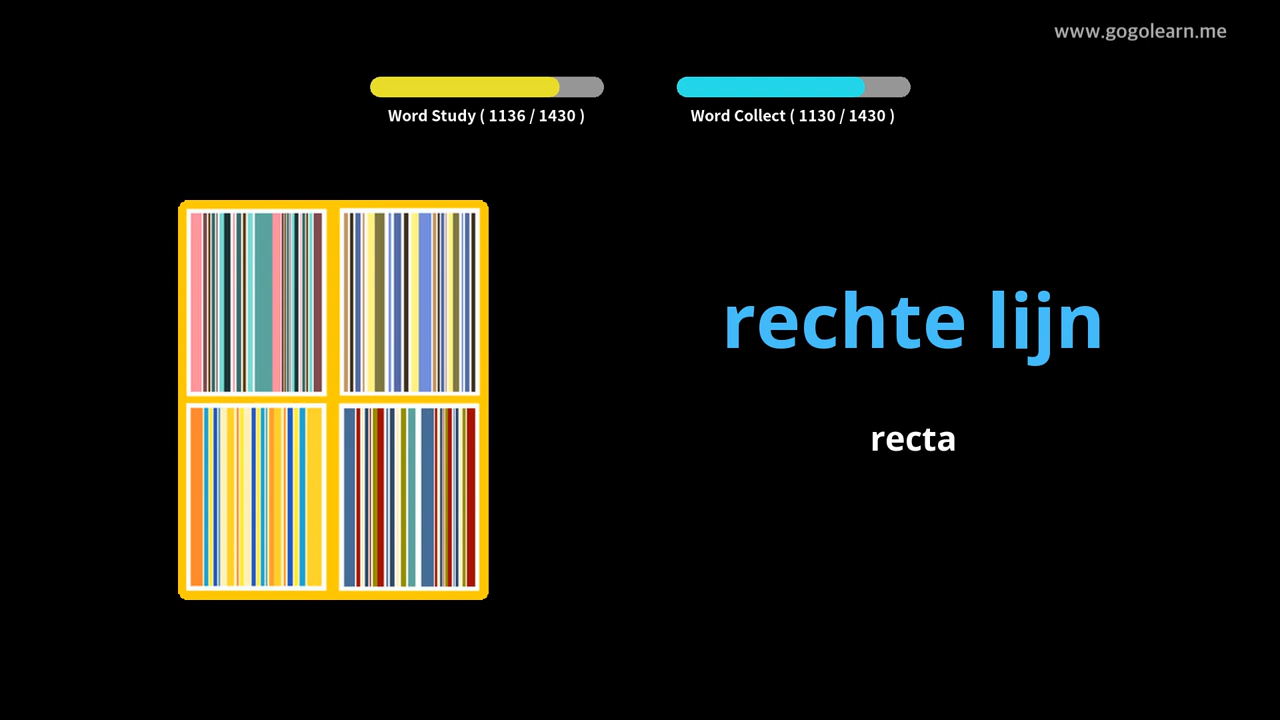 www.gogolearn.me
Word Study ( 1136 / 1430 )
Word Collect ( 1130 / 1430 )
rechte lijn
recta